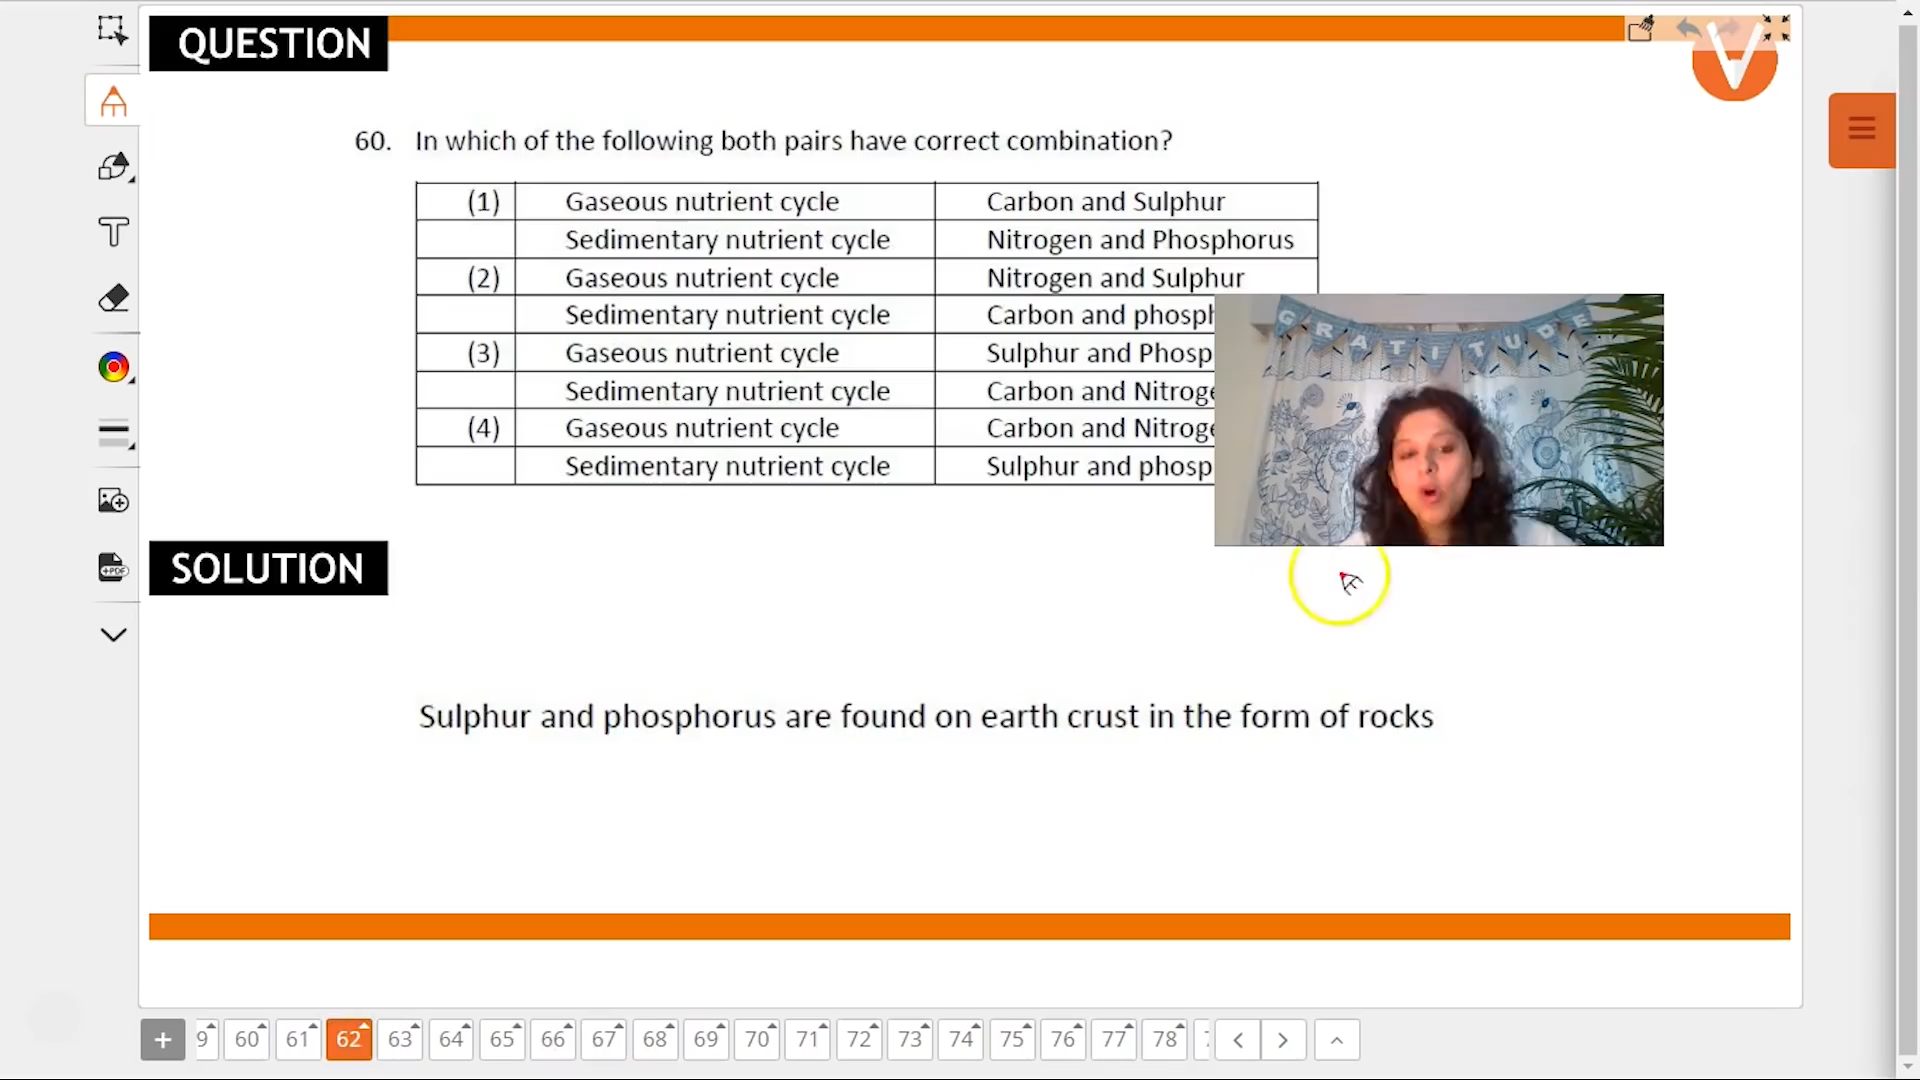 QUESTION
60. In which of the following both pairs have correct combination?
(1) Gaseous nutrient cycle Carbon and Sulphur
Sedimentary nutrient cycle Nitrogen and Phosphorus
(2) Gaseous nutrient cycle Nitrogen and Sulphur
Sedimentary nutrient cycle Carbon and phosph
(3) Gaseous nutrient cycle Sulphur and Phosp
Sedimentary nutrient cycle Carbon and Nitroge
(4) Gaseous nutrient cycle Carbon and Nitroge
Sedimentary nutrient cycle Sulphur and phosp
GRATITUDE
SOLUTION
Sulphur and phosphorus are found on earth crust in the form of rocks
+PDF
9 60 61 62 63 64 65 66 67 68 69 70 71 72 73 74 75 76 77 78